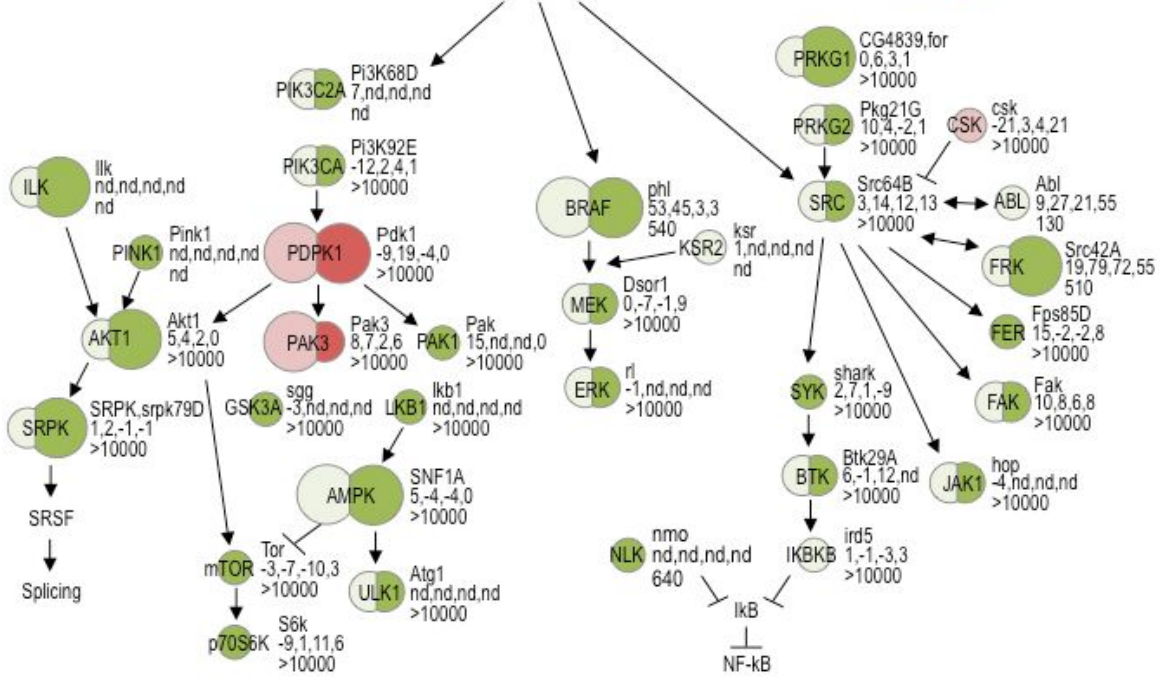 PIK3C2A
Pi3K68D
7,nd,nd,nd
nd
PIK3CA
Pi3K92E
-12,2,4,1
>10000
ILK
Ilk
nd,nd,nd,nd
nd
PINK1
Pink1
nd,nd,nd,nd
nd
PDPK1
Pdk1
-9,19,-4,0
>10000
AKT1
Akt1
5,4,2,0
>10000
PAK3
Pak3
8,7,2,6
>10000
PAK1
Pak
15,nd,nd,0
>10000
SRPK
SRPK,srpk79D
1,2,-1,-1
>10000
GSK3A
sgg
-3,nd,nd,nd
>10000
LKB1
lkb1
nd,nd,nd,nd
>10000
AMPK
SNF1A
5,-4,-4,0
>10000
SRSF
Splicing
mTOR
Tor
-3,-7,-10,3
>10000
ULK1
Atg1
nd,nd,nd,nd
>10000
p70S6K
S6k
-9,1,11,6
>10000
BRAF
phl
53,45,3,3
540
KSR2
ksr
1,nd,nd,nd
nd
MEK
Dsor1
0,-7,-1,9
>10000
ERK
rl
-1,nd,nd,nd
>10000
PRKG1
CG4839,for
0,6,3,1
>10000
PRKG2
Pkg21G
10,4,-2,1
>10000
CSK
csk
-21,3,4,21
>10000
SRC
Src64B
3,14,12,13
>10000
ABL
Abl
9,27,21,55
130
FRK
Src42A
19,79,72,55
510
FER
Fps85D
15,-2,-2,8
>10000
SYK
shark
2,7,1,-9
>10000
FAK
Fak
10,8,6,8
>10000
BTK
Btk29A
6,-1,12,nd
>10000
JAK1
hop
-4,nd,nd,nd
>10000
NLK
nmo
nd,nd,nd,nd
640
IKBKB
ird5
1,-1,-3,3
>10000
IkB
NF-kB